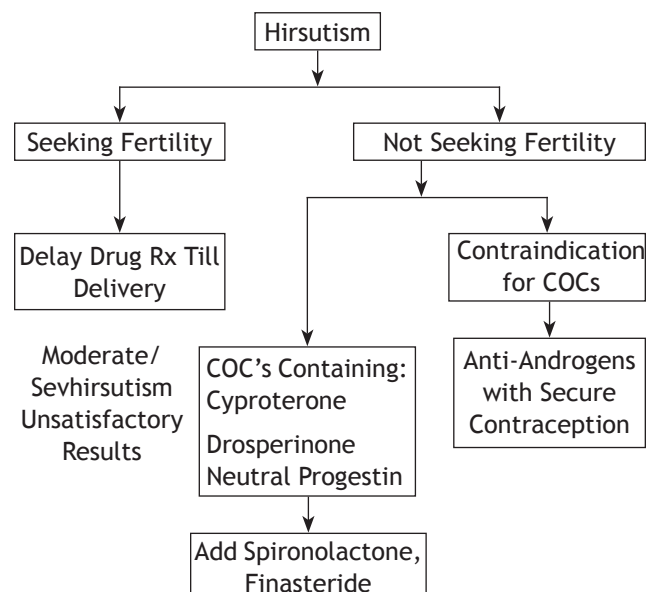 Hirsutism
Seeking Fertility
Not Seeking Fertility
Delay Drug Rx Till
Delivery
Contraindication
for COCs
Moderate/
Sevhirsutism
Unsatisfactory
Results
COC's Containing:
Cyproterone
Drosperinone
Neutral Progestin
Anti-Androgens
with Secure
Contraception
Add Spironolactone,
Finasteride